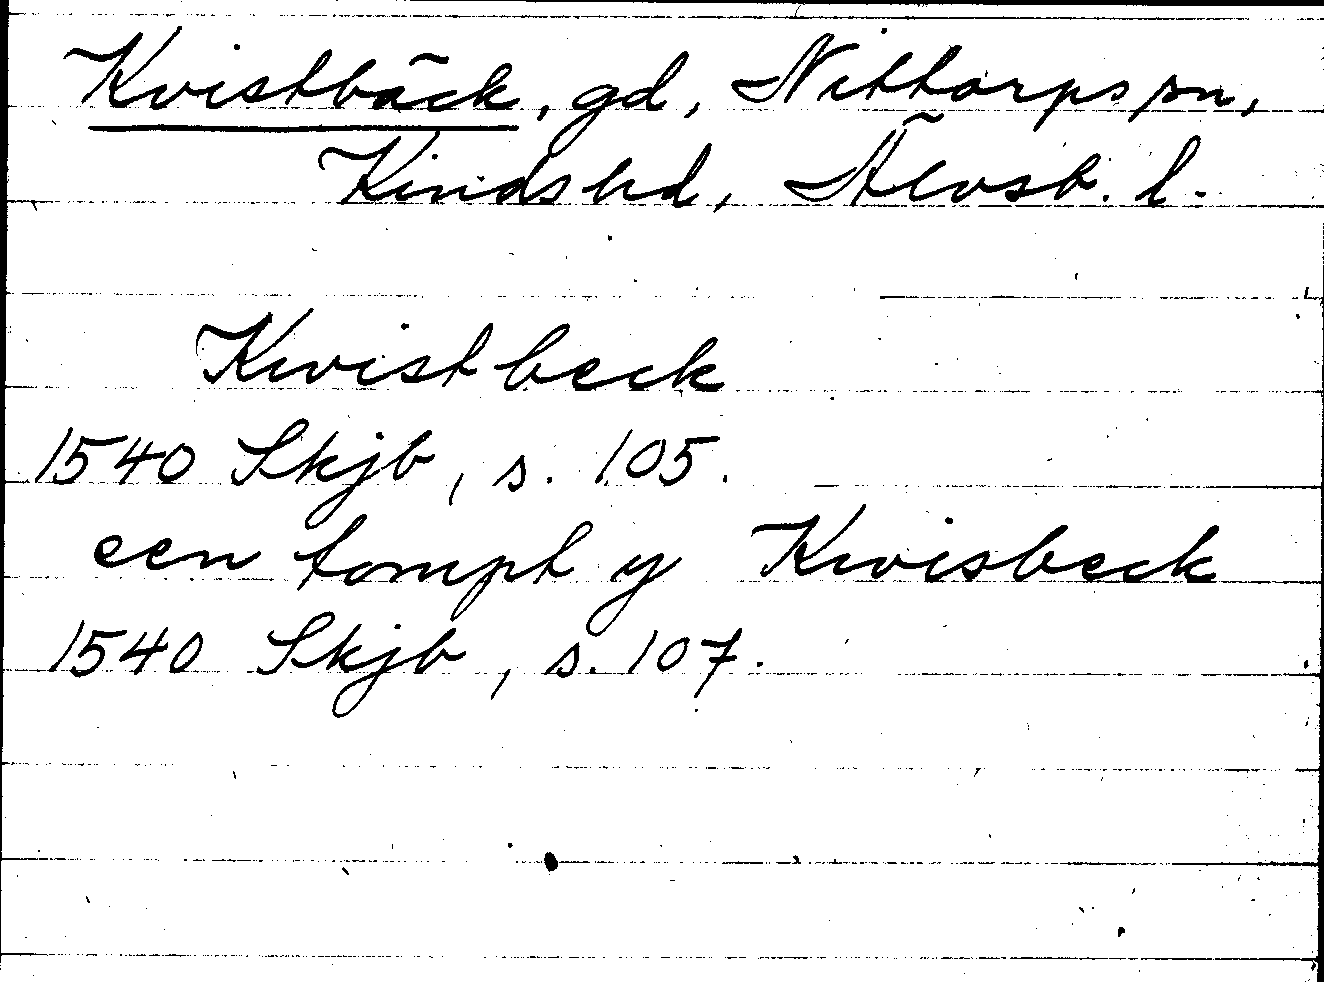 Kvistbäck, gd, Nittorps sn,
Kinds hd, Älvsb. l.
Kwistbeck
1540 Skjb, s. 105.
een tompt y Kwisbeck
1540 Skjb, s. 107.